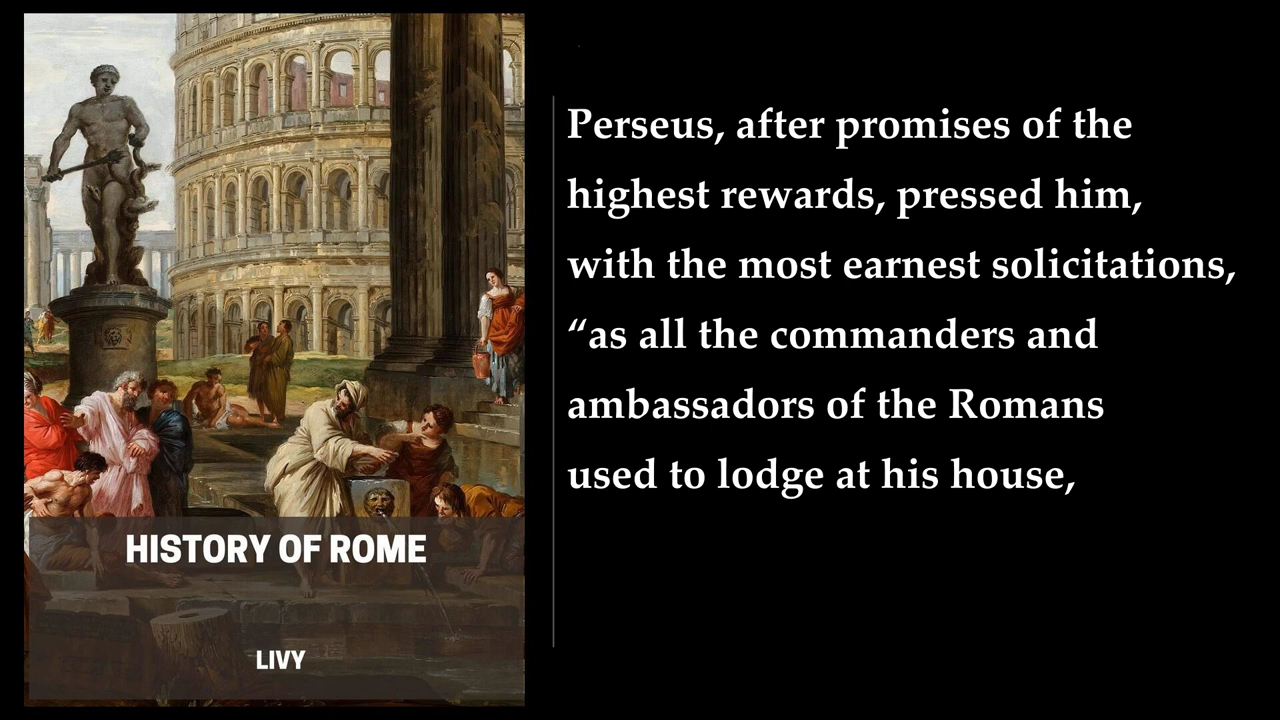 HISTORY OF ROME
LIVY
Perseus, after promises of the
highest rewards, pressed him,
with the most earnest solicitations,
“as all the commanders and
ambassadors of the Romans
used to lodge at his house,